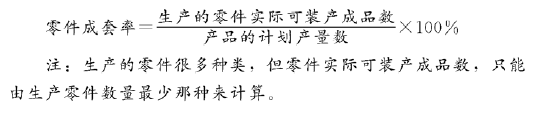 零件成套率=生产的零件实际可装产成品数/产品的计划产量数×100%
注：生产的零件很多种类，但零件实际可装产成品数，只能
由生产零件数量最少那种来计算。